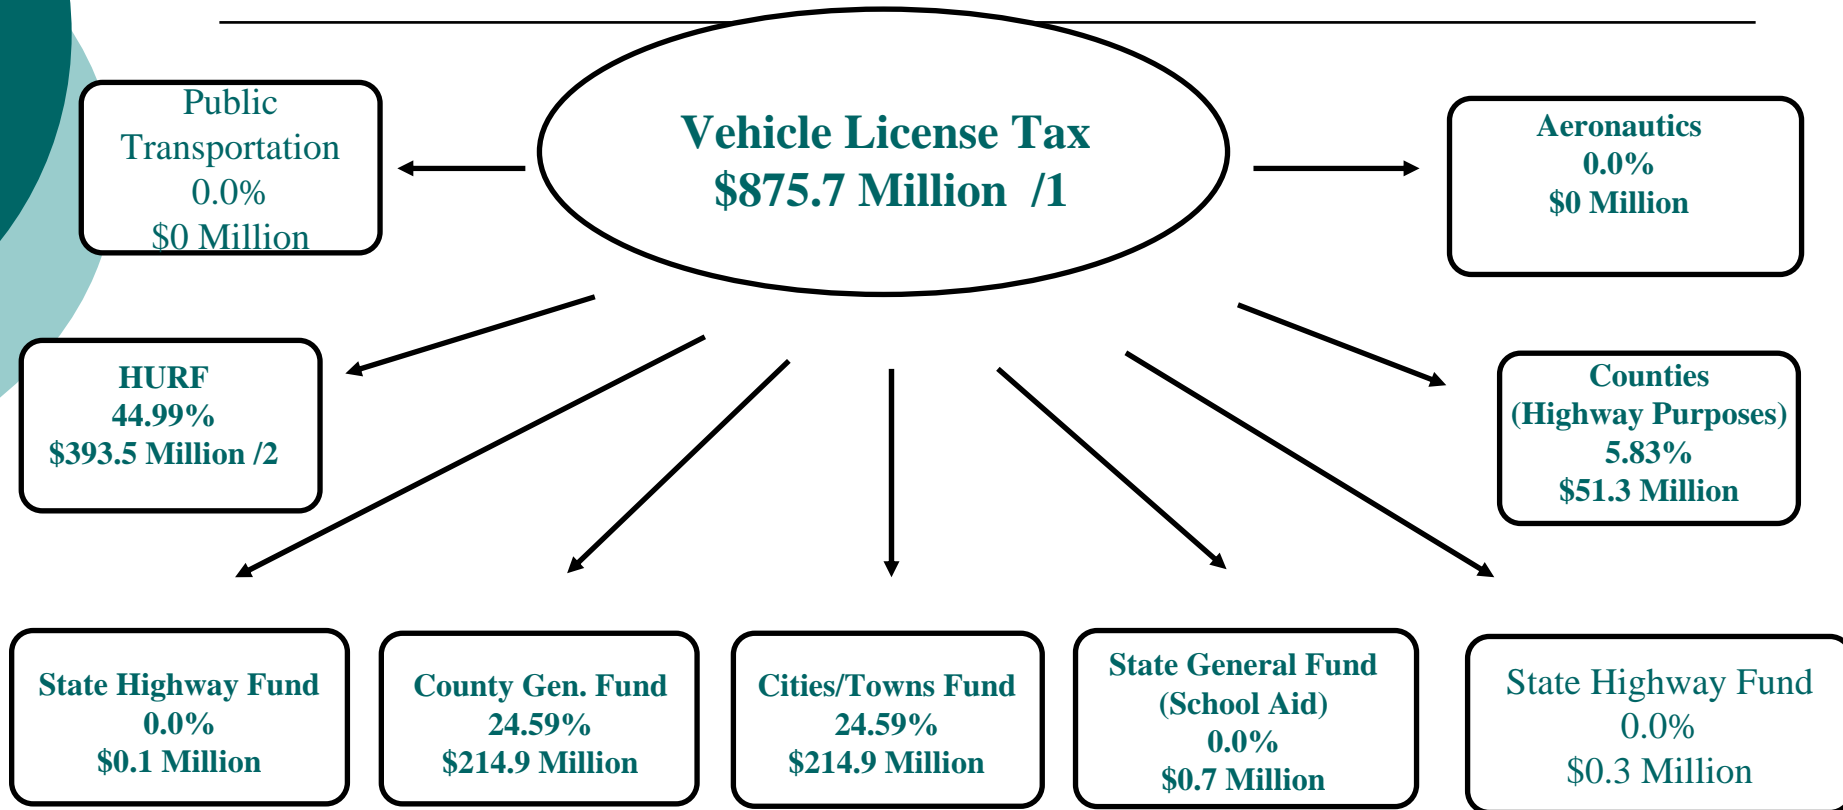 Vehicle License Tax
$875.7 Million /1
Public
Transportation
0.0%
$0 Million
Aeronautics
0.0%
$0 Million
HURF
44.99%
$393.5 Million /2
Counties
(Highway Purposes)
5.83%
$51.3 Million
State Highway Fund
0.0%
$0.1 Million
County Gen. Fund
24.59%
$214.9 Million
Cities/Towns Fund
24.59%
$214.9 Million
State General Fund
(School Aid)
0.0%
$0.7 Million
State Highway Fund
0.0%
$0.3 Million